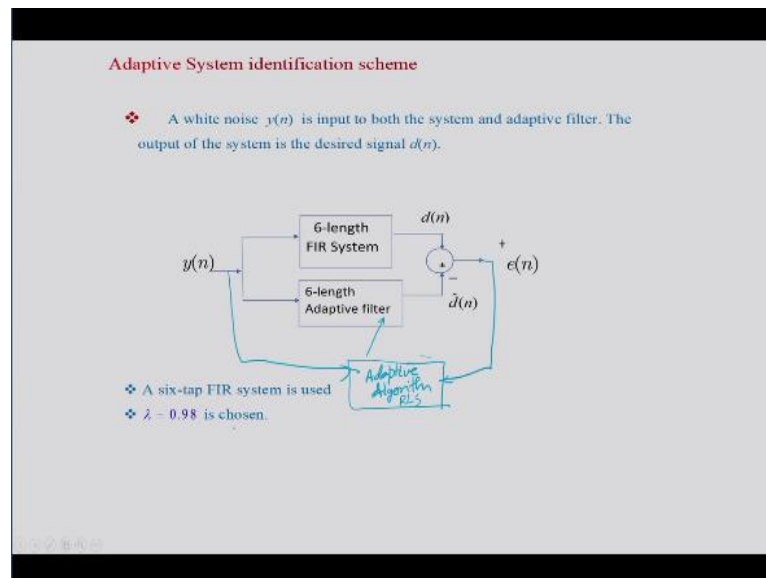 Adaptive System identification scheme
❖ A white noise y(n) is input to both the system and adaptive filter. The
output of the system is the desired signal d(n).
d(n)
6-length
FIR System
+
y(n)
e(n)
−
6-length
Adaptive filter
d̂(n)
Adaptive
Algorithm
RLS
❖ A six-tap FIR system is used
❖ λ = 0.98 is chosen.